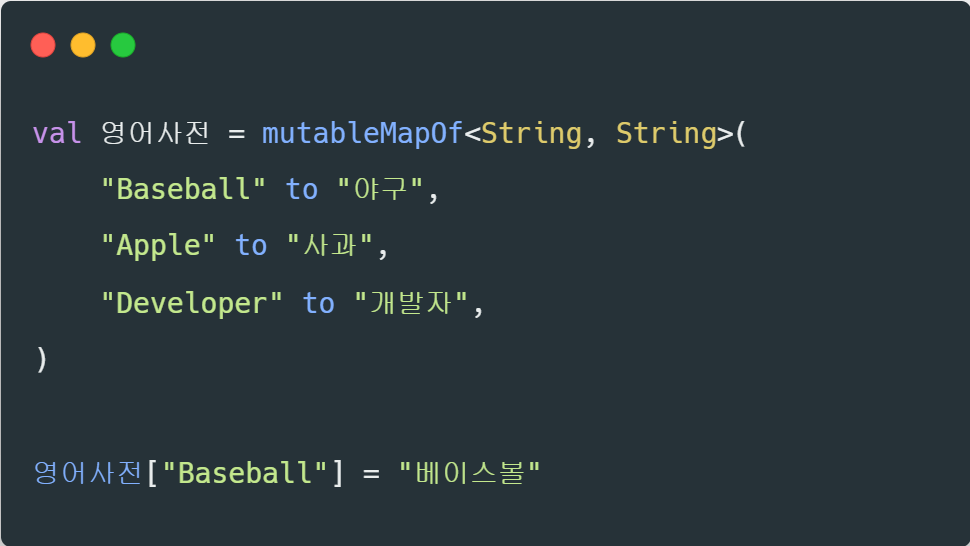 val 영어사전 = mutableMapOf<String, String>(
    "Baseball" to "야구",
    "Apple" to "사과",
    "Developer" to "개발자",
)
영어사전["Baseball"] = "베이스볼"